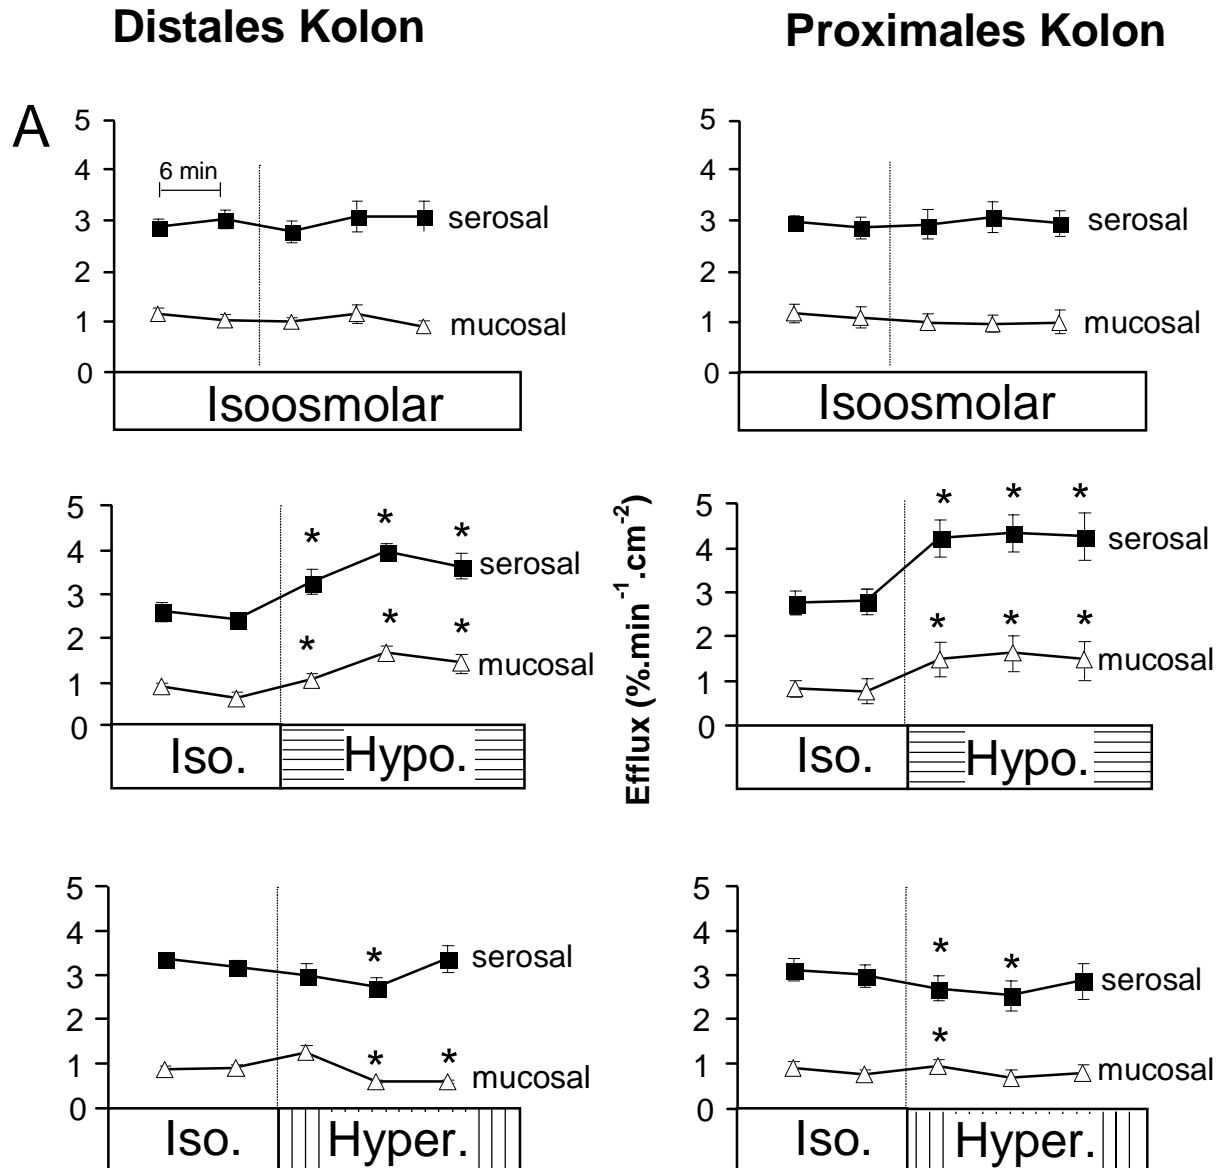 Distales Kolon
Proximales Kolon
A
5
4
3
2
1
0
6 min
serosal
mucosal
Isoosmolar
5
4
3
2
1
0
serosal
mucosal
Isoosmolar
5
4
3
2
1
0
* * *
serosal
* * *
mucosal
Iso. Hypo.
Efflux (%.min⁻¹.cm⁻²)
5
4
3
2
1
0
* * *
serosal
* * *
mucosal
Iso. Hypo.
5
4
3
2
1
0
*
serosal
* *
mucosal
Iso. Hyper.
5
4
3
2
1
0
* *
serosal
*
mucosal
Iso. Hyper.